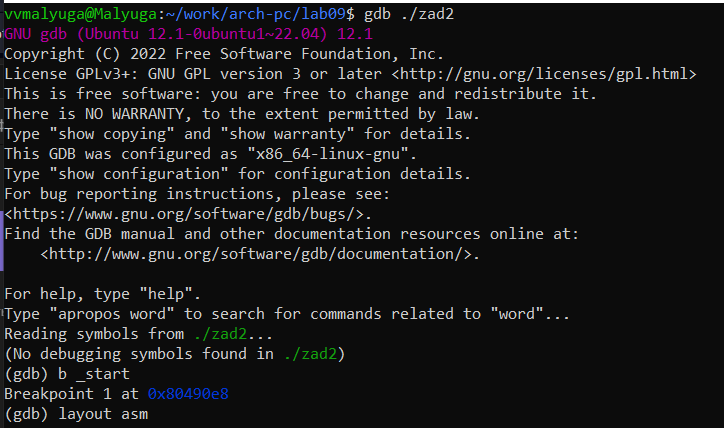 vvmalyuga@Malyuga:~/work/arch-pc/lab09$ gdb ./zad2
GNU gdb (Ubuntu 12.1-0ubuntu1~22.04) 12.1
Copyright (C) 2022 Free Software Foundation, Inc.
License GPLv3+: GNU GPL version 3 or later <http://gnu.org/licenses/gpl.html>
This is free software: you are free to change and redistribute it.
There is NO WARRANTY, to the extent permitted by law.
Type "show copying" and "show warranty" for details.
This GDB was configured as "x86_64-linux-gnu".
Type "show configuration" for configuration details.
For bug reporting instructions, please see:
<https://www.gnu.org/software/gdb/bugs/>.
Find the GDB manual and other documentation resources online at:
    <http://www.gnu.org/software/gdb/documentation/>.

For help, type "help".
Type "apropos word" to search for commands related to "word"...
Reading symbols from ./zad2...
(No debugging symbols found in ./zad2)
(gdb) b _start
Breakpoint 1 at 0x80490e8
(gdb) layout asm